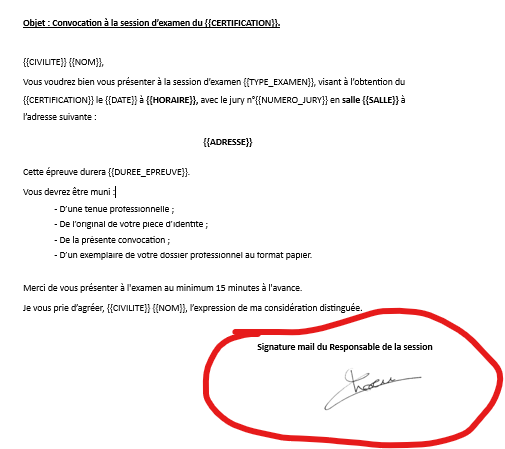 Objet : Convocation à la session d'examen du {{CERTIFICATION}}.
{{CIVILITE}} {{NOM}},
Vous voudrez bien vous présenter à la session d'examen {{TYPE_EXAMEN}}, visant à l'obtention du
{{CERTIFICATION}} le {{DATE}} à {{HORAIRE}}, avec le jury n°{{NUMERO_JURY}} en salle {{SALLE}} à
l'adresse suivante :
{{ADRESSE}}
Cette épreuve durera {{DUREE_EPREUVE}}.
Vous devrez être muni :
- D'une tenue professionnelle ;
- De l'original de votre pièce d'identité ;
- De la présente convocation ;
- D'un exemplaire de votre dossier professionnel au format papier.
Merci de vous présenter à l'examen au minimum 15 minutes à l'avance.
Je vous prie d'agréer, {{CIVILITE}} {{NOM}}, l'expression de ma considération distinguée.
Signature mail du Responsable de la session